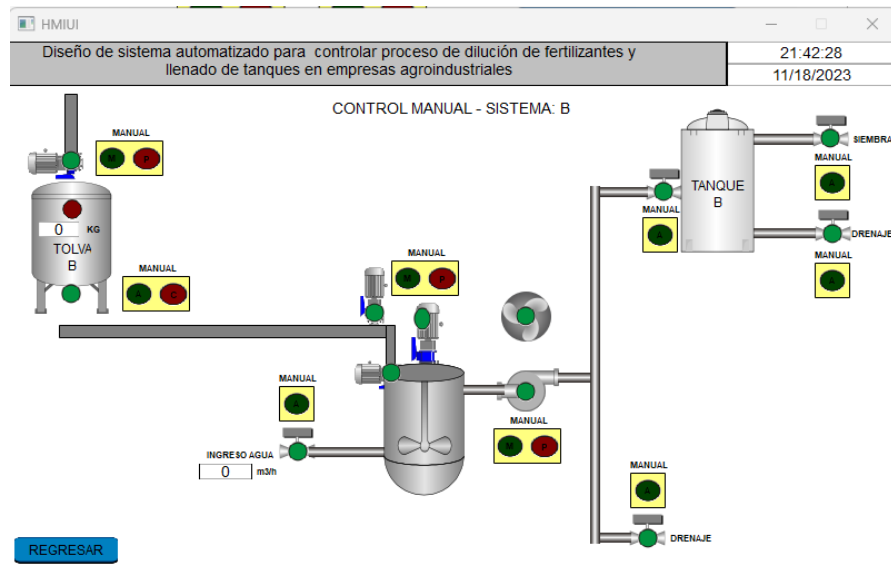 HMIUI
Diseño de sistema automatizado para controlar proceso de dilución de fertilizantes y
llenado de tanques en empresas agroindustriales
21:42:28
11/18/2023
CONTROL MANUAL - SISTEMA: B
MANUAL
M P
0 KG
TOLVA
B
MANUAL
A C
MANUAL
M P
MANUAL
A
INGRESO AGUA
0 m3/h
MANUAL
M P
MANUAL
A
TANQUE
B
SIEMBRA
MANUAL
A
DRENAJE
MANUAL
A
MANUAL
A
DRENAJE
REGRESAR